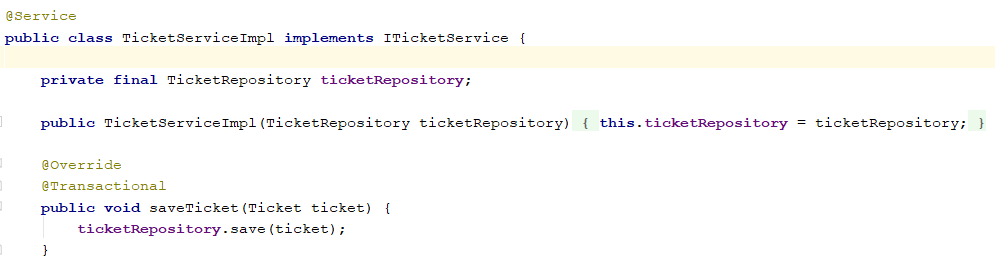 @Service
public class TicketServiceImpl implements ITicketService {
private final TicketRepository ticketRepository;
public TicketServiceImpl(TicketRepository ticketRepository) { this.ticketRepository = ticketRepository; }
@Override
@Transactional
public void saveTicket(Ticket ticket) {
ticketRepository.save(ticket);
}